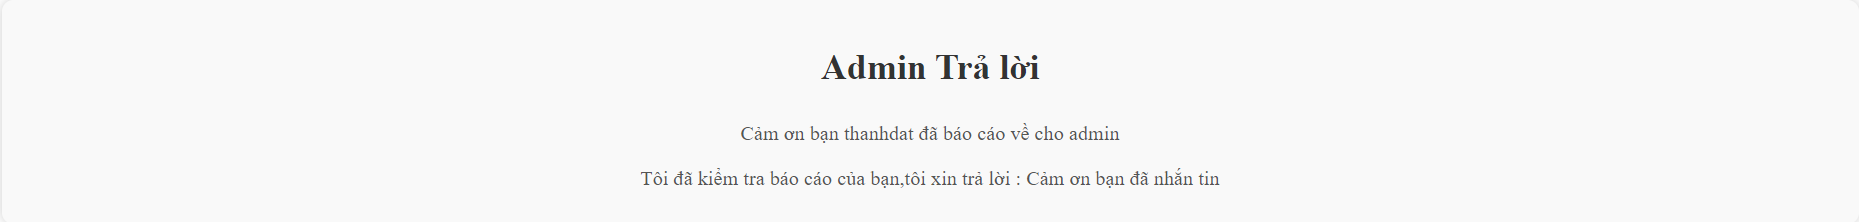 Admin Trả lời
Cảm ơn bạn thanhdat đã báo cáo về cho admin
Tôi đã kiểm tra báo cáo của bạn,tôi xin trả lời : Cảm ơn bạn đã nhắn tin